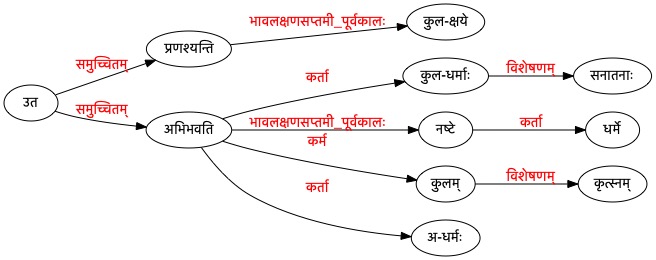 भावलक्षणसप्तमी_पूर्वकालः
कुल-क्षये
प्रणश्यन्ति
समुच्चितम्
उत
समुच्चितम्
अभिभवति
कर्ता
कुल-धर्माः
विशेषणम्
सनातनाः
भावलक्षणसप्तमी_पूर्वकालः
नष्टे
कर्ता
धर्मे
कर्म
कुलम्
विशेषणम्
कृत्स्नम्
कर्ता
अ-धर्मः